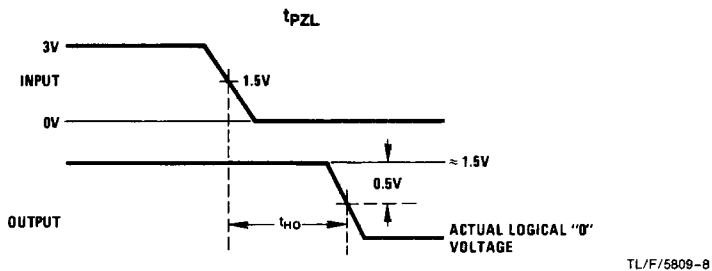 tPZL
3V
INPUT
1.5V
0V
≈ 1.5V
0.5V
OUTPUT
tHO
ACTUAL LOGICAL "0"
VOLTAGE
TL/F/5809-8